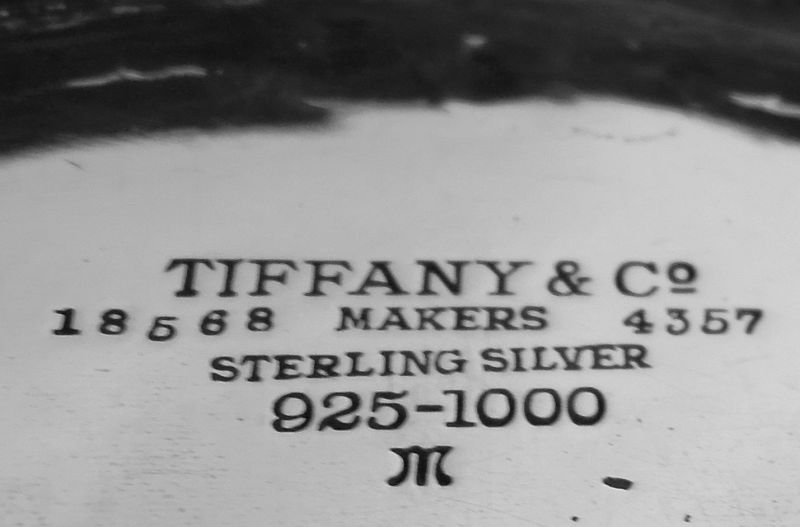 TIFFANY & Cº
18568 MAKERS 4357
STERLING SILVER
925-1000
M